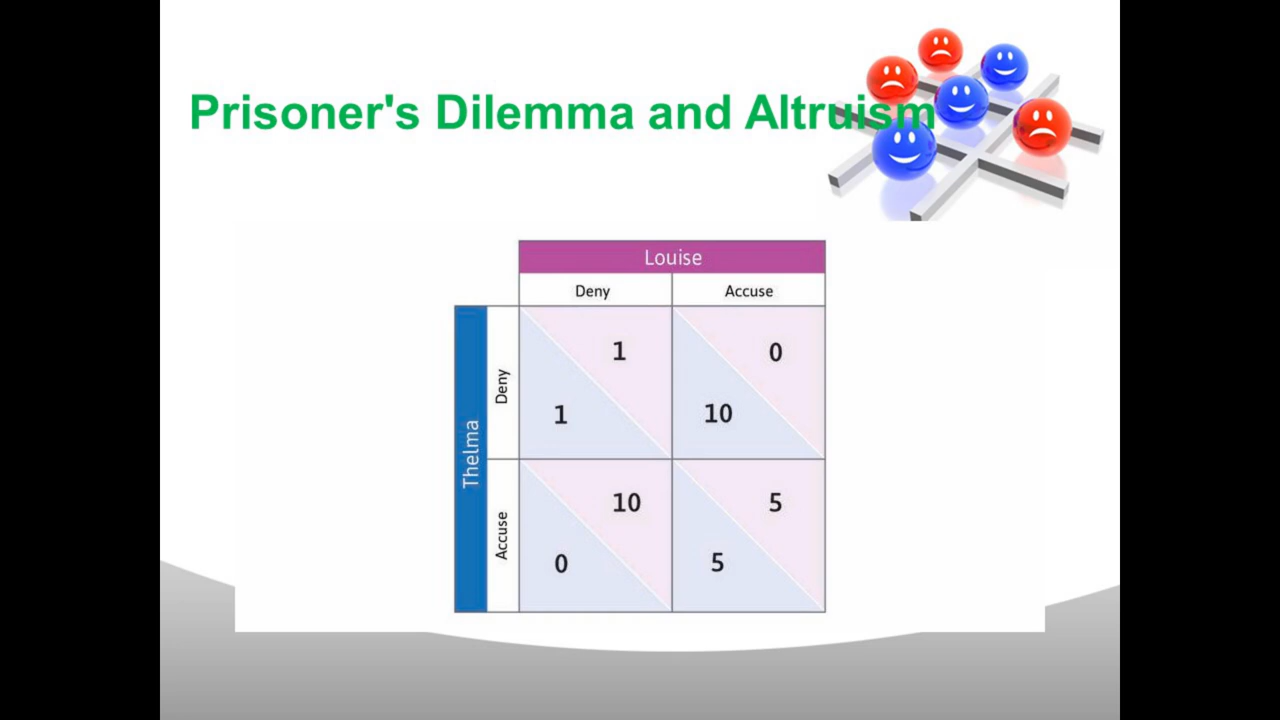 Prisoner's Dilemma and Altruism
Louise
Deny Accuse
Thelma
Deny
1 1
10 0
Accuse
0 10
5 5